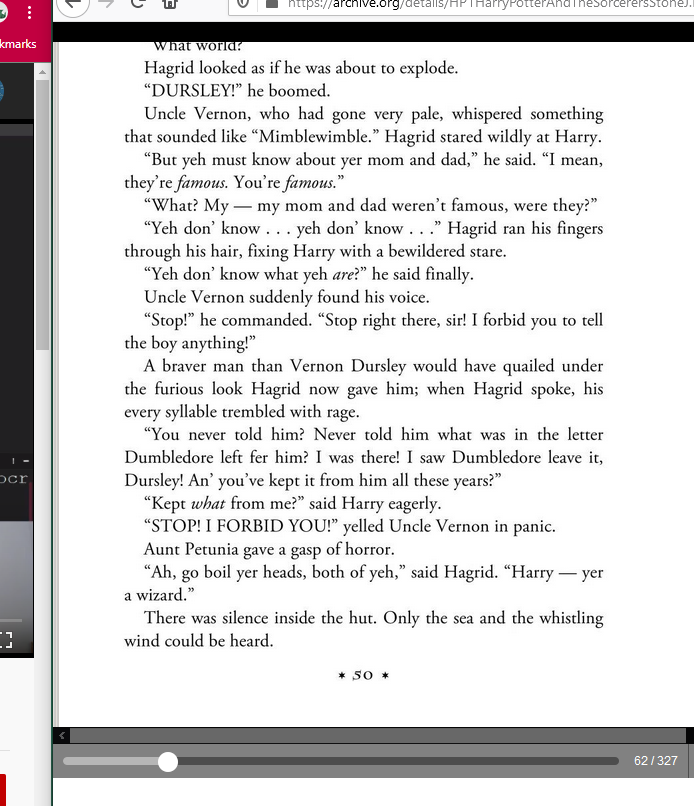 https://archive.org/details/HP1HarryPotterAndTheSorcerersStoneJ.
kmarks
ocr
What world?
Hagrid looked as if he was about to explode.
“DURSLEY!” he boomed.
Uncle Vernon, who had gone very pale, whispered something
that sounded like “Mimblewimble.” Hagrid stared wildly at Harry.
“But yeh must know about yer mom and dad,” he said. “I mean,
they’re famous. You’re famous.”
“What? My — my mom and dad weren’t famous, were they?”
“Yeh don’ know . . . yeh don’ know . . .” Hagrid ran his fingers
through his hair, fixing Harry with a bewildered stare.
“Yeh don’ know what yeh are?” he said finally.
Uncle Vernon suddenly found his voice.
“Stop!” he commanded. “Stop right there, sir! I forbid you to tell
the boy anything!”
A braver man than Vernon Dursley would have quailed under
the furious look Hagrid now gave him; when Hagrid spoke, his
every syllable trembled with rage.
“You never told him? Never told him what was in the letter
Dumbledore left fer him? I was there! I saw Dumbledore leave it,
Dursley! An’ you’ve kept it from him all these years?”
“Kept what from me?” said Harry eagerly.
“STOP! I FORBID YOU!” yelled Uncle Vernon in panic.
Aunt Petunia gave a gasp of horror.
“Ah, go boil yer heads, both of yeh,” said Hagrid. “Harry — yer
a wizard.”
There was silence inside the hut. Only the sea and the whistling
wind could be heard.
★ 50 ★
62 / 327